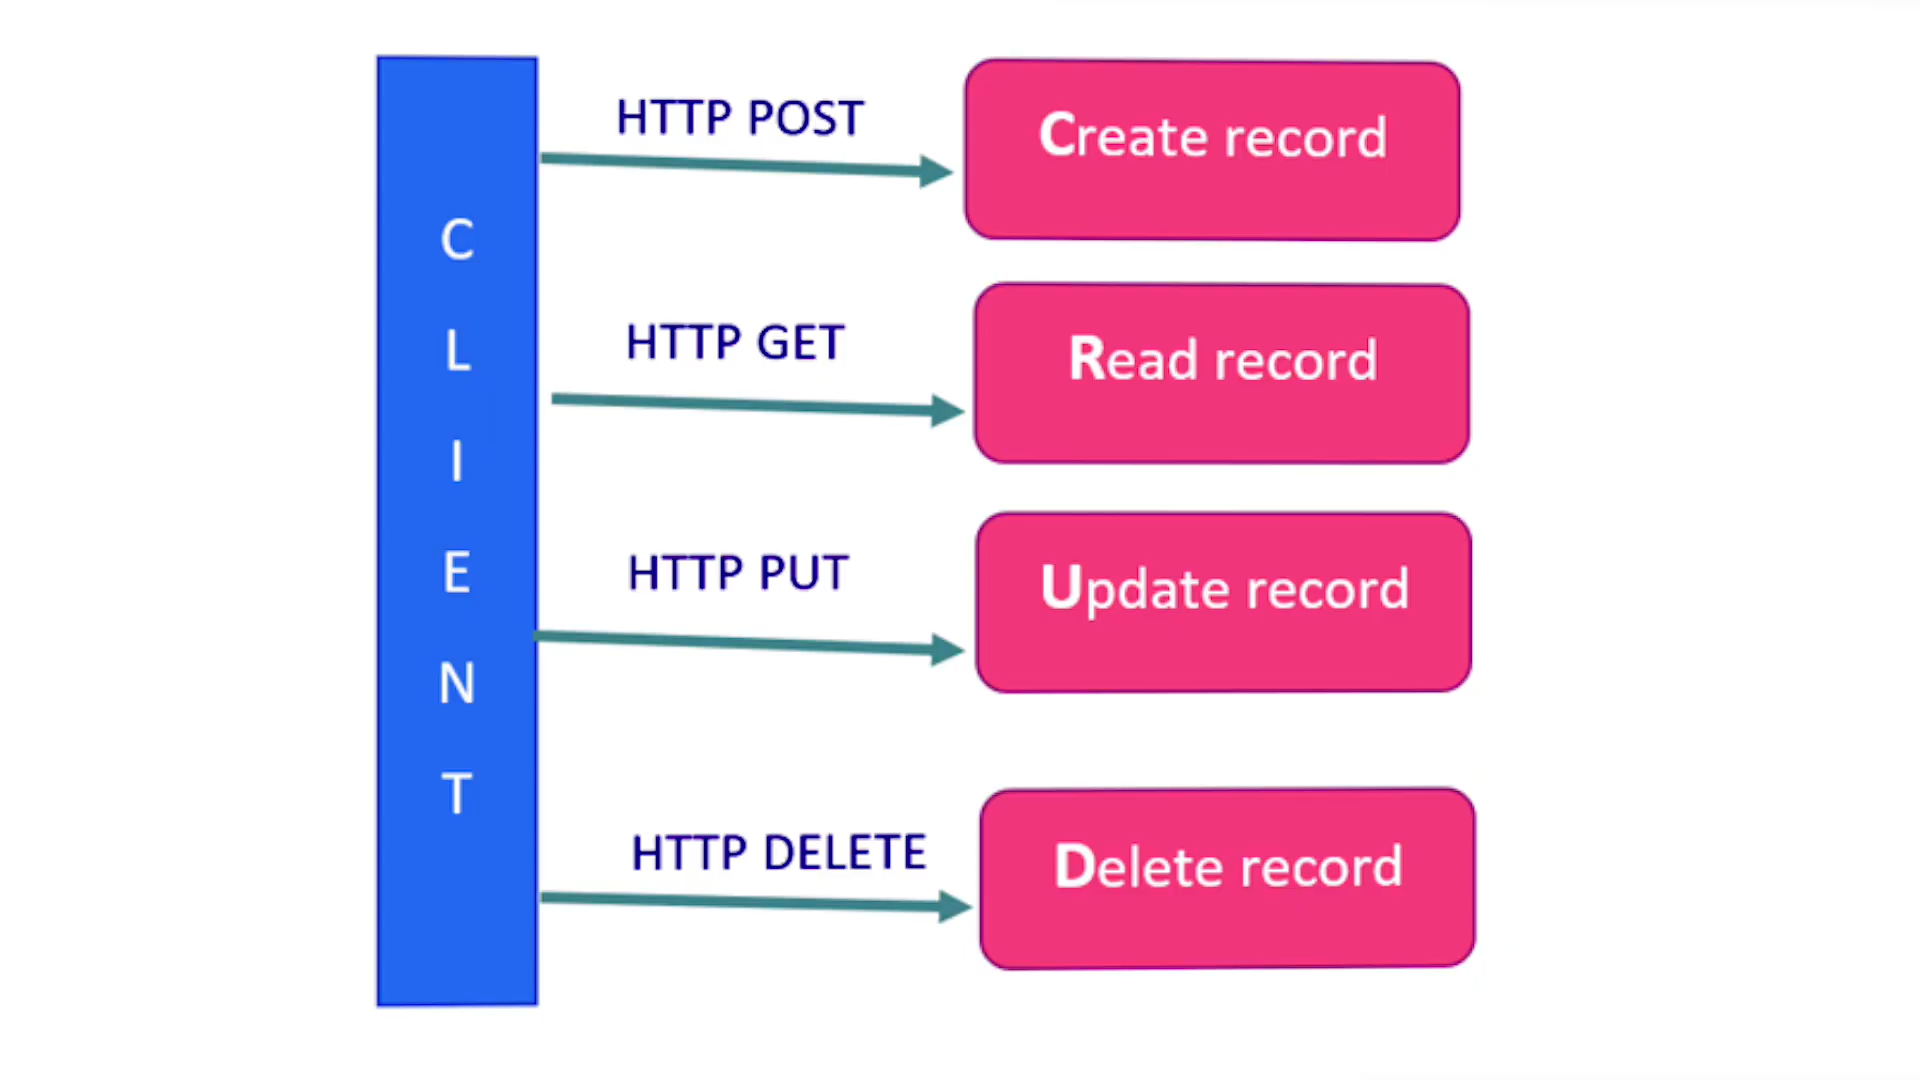 C
L
I
E
N
T
HTTP POST
Create record
HTTP GET
Read record
HTTP PUT
Update record
HTTP DELETE
Delete record